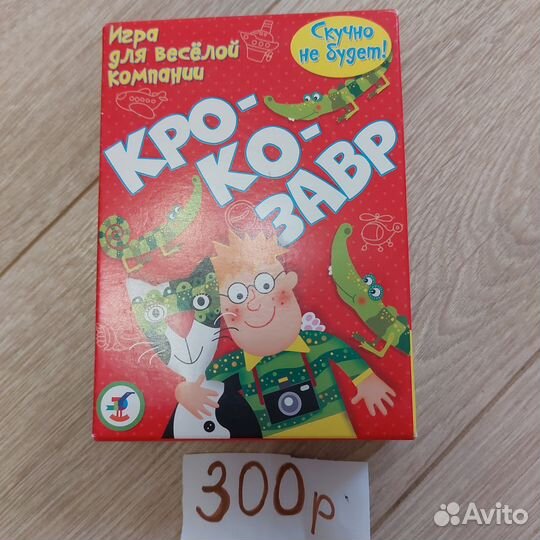 Игра
для весёлой
компании
Скучно
не будет!
КРО-
КО-
ЗАВР
300р
Avito